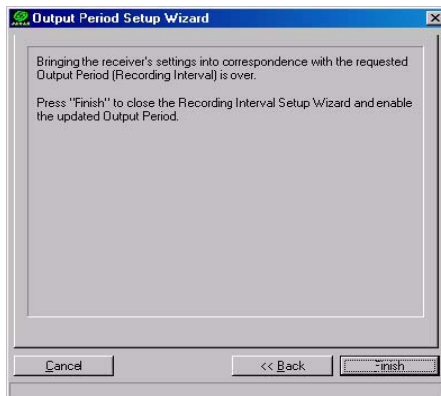 Output Period Setup Wizard
Bringing the receiver's settings into correspondence with the requested
Output Period (Recording Interval) is over.
Press "Finish" to close the Recording Interval Setup Wizard and enable
the updated Output Period.
Cancel
<< Back
Finish